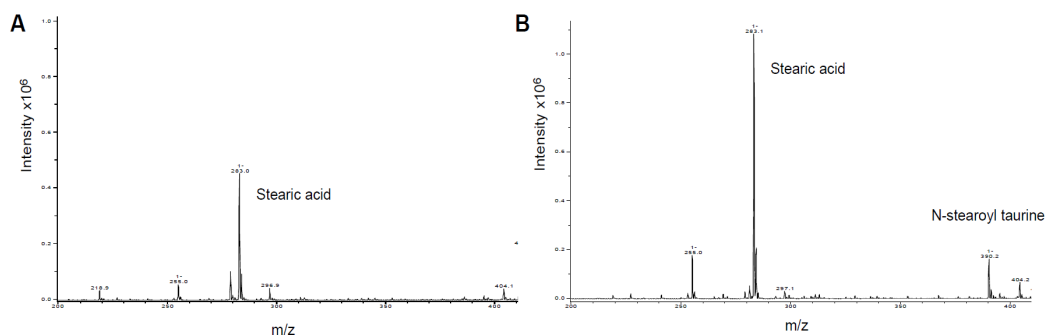 A
Intensity x10⁶
1.0
0.8
0.6
0.4
0.2
0.0
1-
283.0
Stearic acid
218.9
1-
255.0
296.9
404.1
4
200 250 300 350 400
m/z
B
Intensity x10⁶
1.0
0.8
0.6
0.4
0.2
0.0
1-
283.1
Stearic acid
1-
255.0
297.1
N-stearoyl taurine
1-
390.2
404.2
200 250 300 350 400
m/z